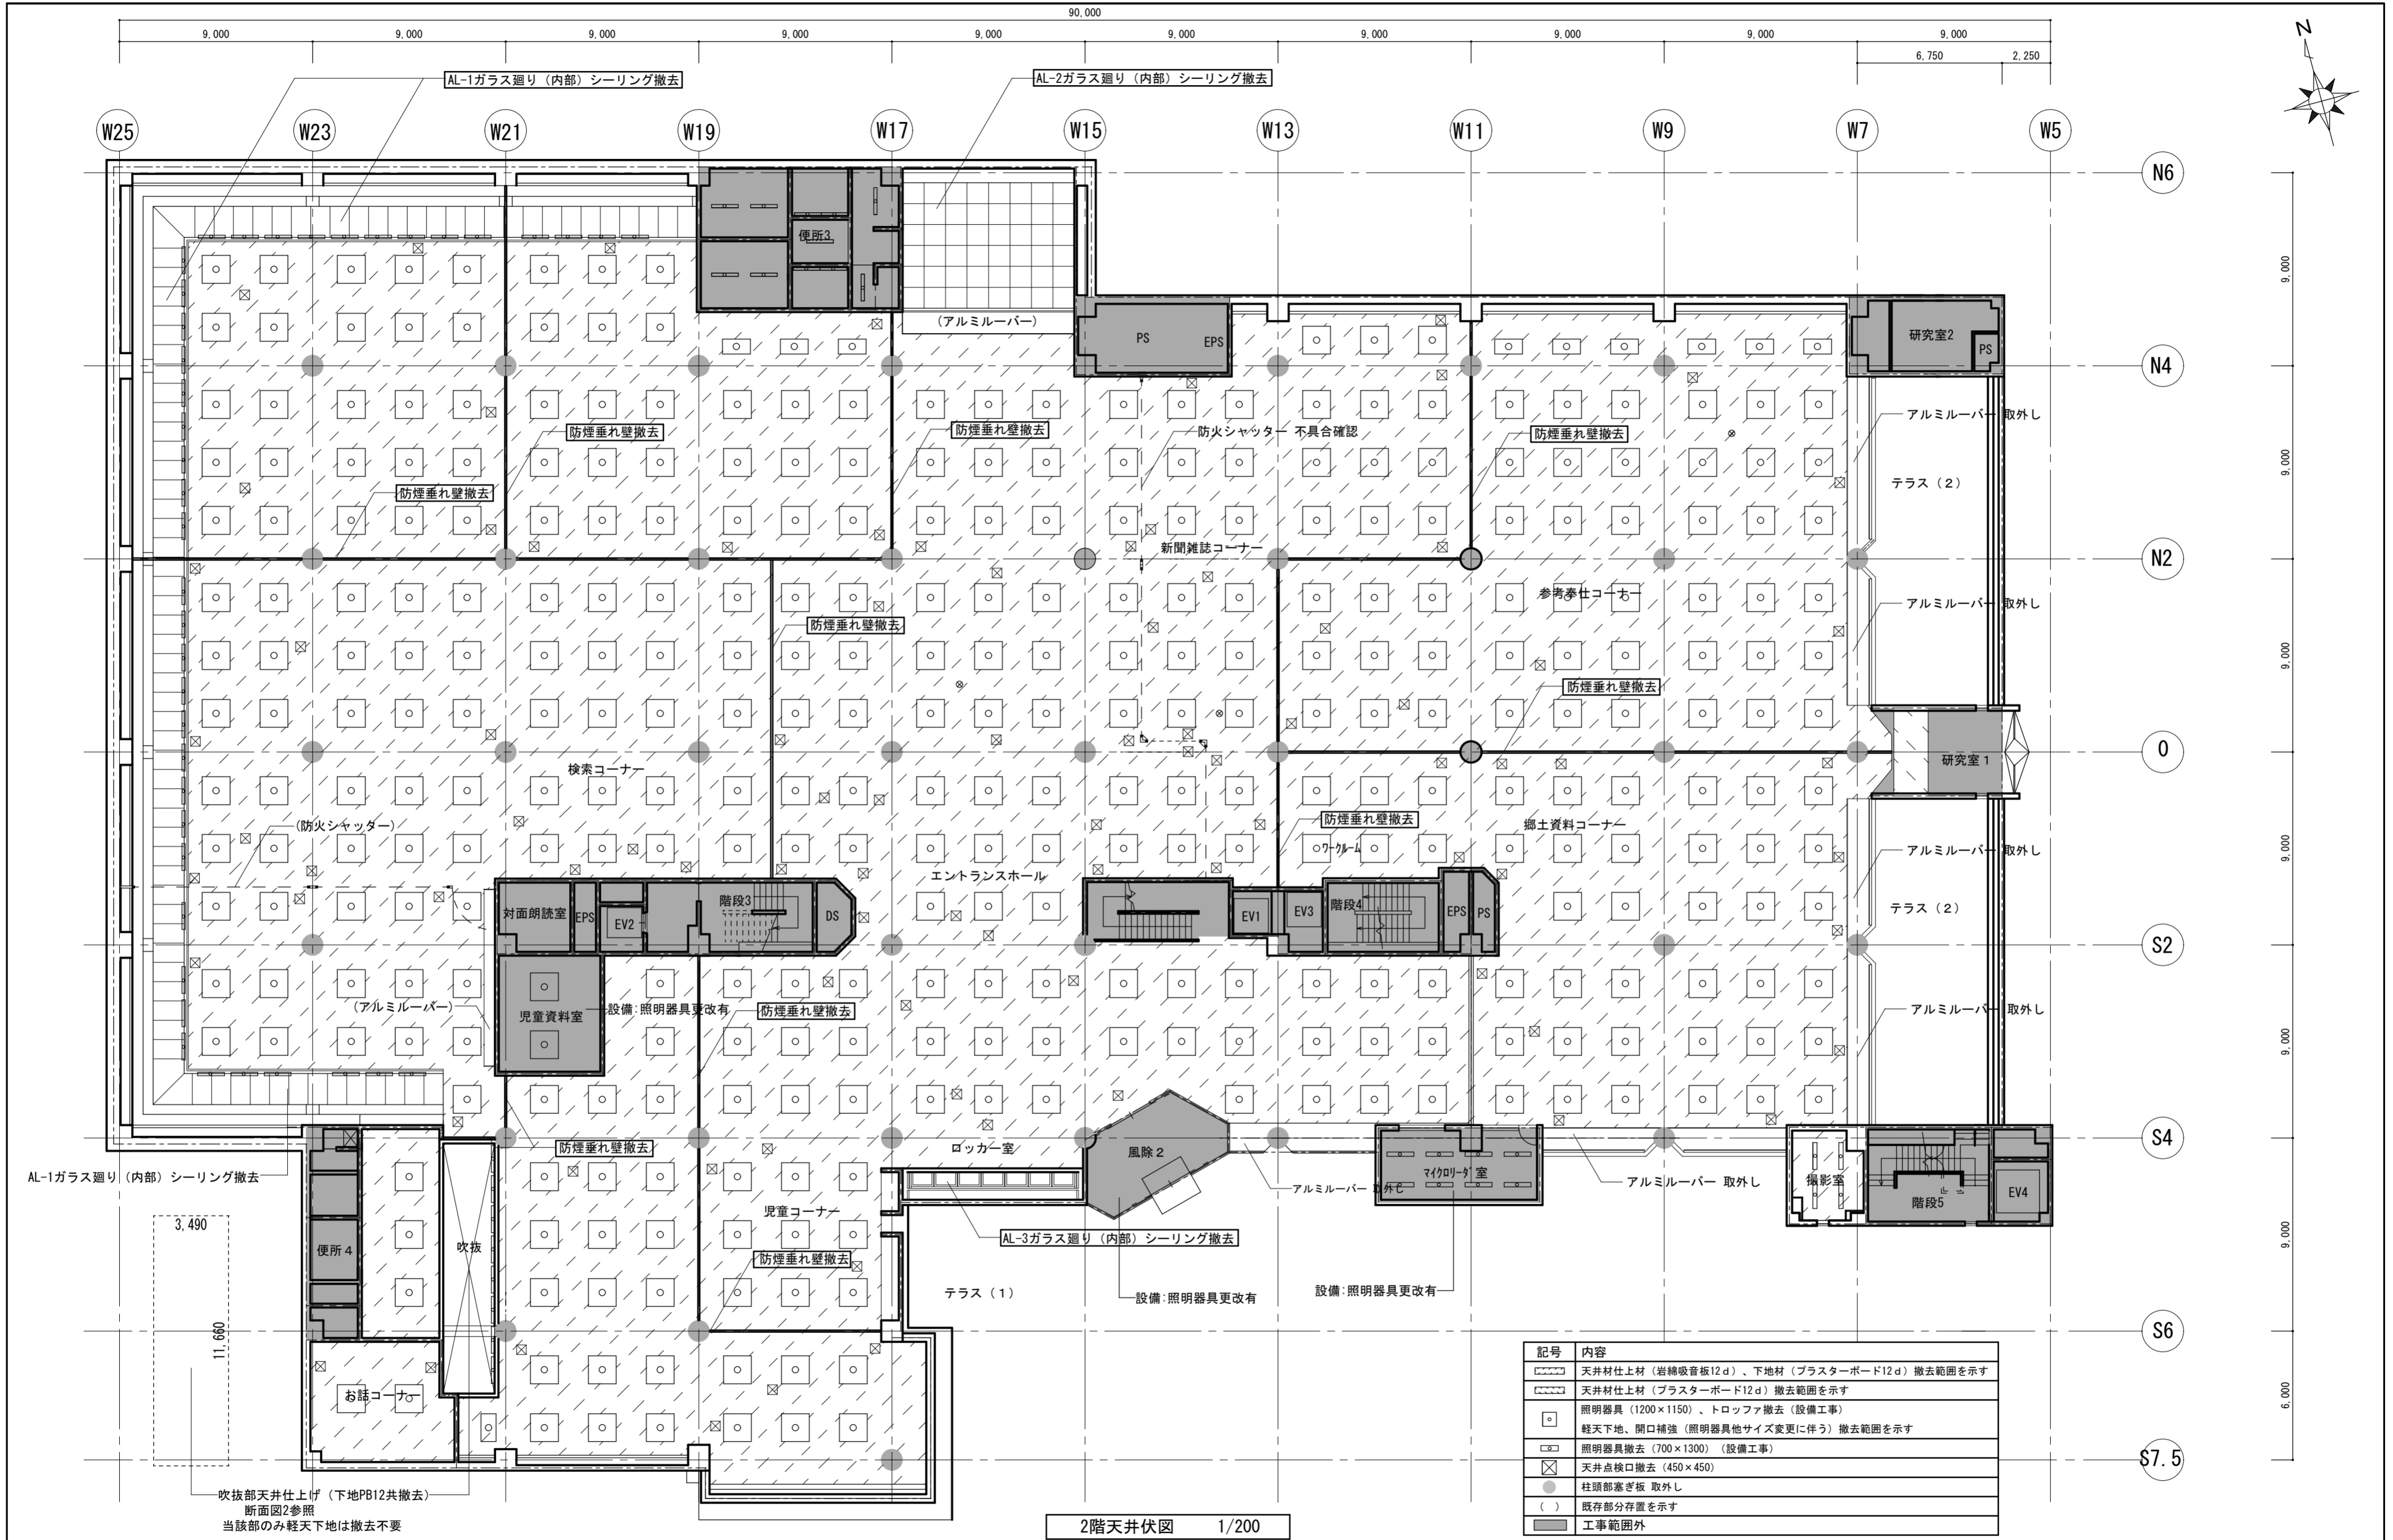 90,000
9,000 9,000 9,000 9,000 9,000 9,000 9,000 9,000 9,000 9,000
6,750 2,250
N
AL-1ガラス廻り（内部）シーリング撤去
AL-2ガラス廻り（内部）シーリング撤去
W25 W23 W21 W19 W17 W15 W13 W11 W9 W7 W5
N6
便所3
9,000
（アルミルーバー）
PS
EPS
研究室2
PS
N4
アルミルーバー 取外し
防煙垂れ壁撤去
防煙垂れ壁撤去
防火シャッター 不具合確認
防煙垂れ壁撤去
9,000
テラス（2）
防煙垂れ壁撤去
新聞雑誌コーナー
N2
参考奉仕コーナー
アルミルーバー 取外し
防煙垂れ壁撤去
9,000
防煙垂れ壁撤去
O
研究室1
検索コーナー
（防火シャッター）
防煙垂れ壁撤去
郷土資料コーナー
ワークルーム
アルミルーバー 取外し
9,000
エントランスホール
対面朗読室
EPS
EV2
階段3
DS
EV1
EV3
階段4
EPS
PS
テラス（2）
S2
（アルミルーバー）
児童資料室
設備:照明器具更改有
防煙垂れ壁撤去
アルミルーバー 取外し
9,000
防煙垂れ壁撤去
S4
ロッカー室
風除2
AL-1ガラス廻り（内部）シーリング撤去
マイクロリーダ室
アルミルーバー 取外し
アルミルーバー 取外し
撮影室
階段5
EV4
3,490
児童コーナー
便所4
吹抜
AL-3ガラス廻り（内部）シーリング撤去
9,000
防煙垂れ壁撤去
テラス（1）
設備:照明器具更改有
設備:照明器具更改有
11,660
S6
お話コーナー
6,000
S7.5
記号 内容
天井材仕上材（岩綿吸音板12d）、下地材（プラスターボード12d）撤去範囲を示す
天井材仕上材（プラスターボード12d）撤去範囲を示す
照明器具（1200×1150）、トロッファ撤去（設備工事）
軽天下地、開口補強（照明器具他サイズ変更に伴う）撤去範囲を示す
照明器具撤去（700×1300）（設備工事）
天井点検口撤去（450×450）
柱頭部塞ぎ板 取外し
（ ） 既存部分存置を示す
工事範囲外
吹抜部天井仕上げ（下地PB12共撤去）
断面図2参照
当該部のみ軽天下地は撤去不要
2階天井伏図 1/200